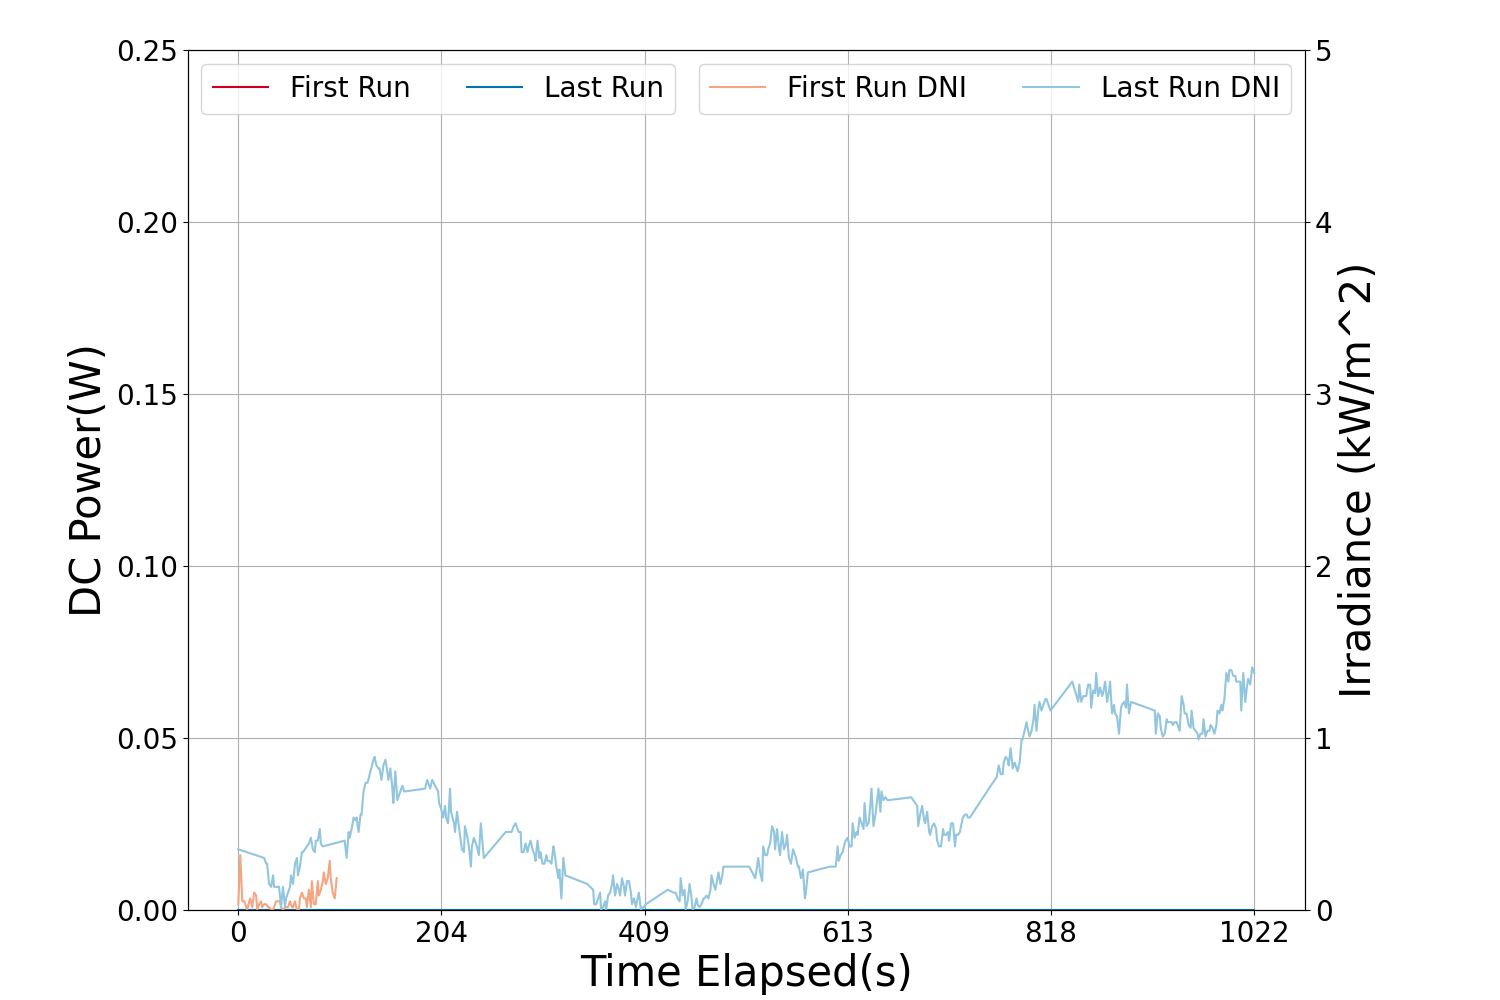 First Run
Last Run
First Run DNI
Last Run DNI
DC Power(W)
0.25
0.20
0.15
0.10
0.05
0.00
5
4
3
2
1
0
Irradiance (kW/m^2)
0
204
409
613
818
1022
Time Elapsed(s)